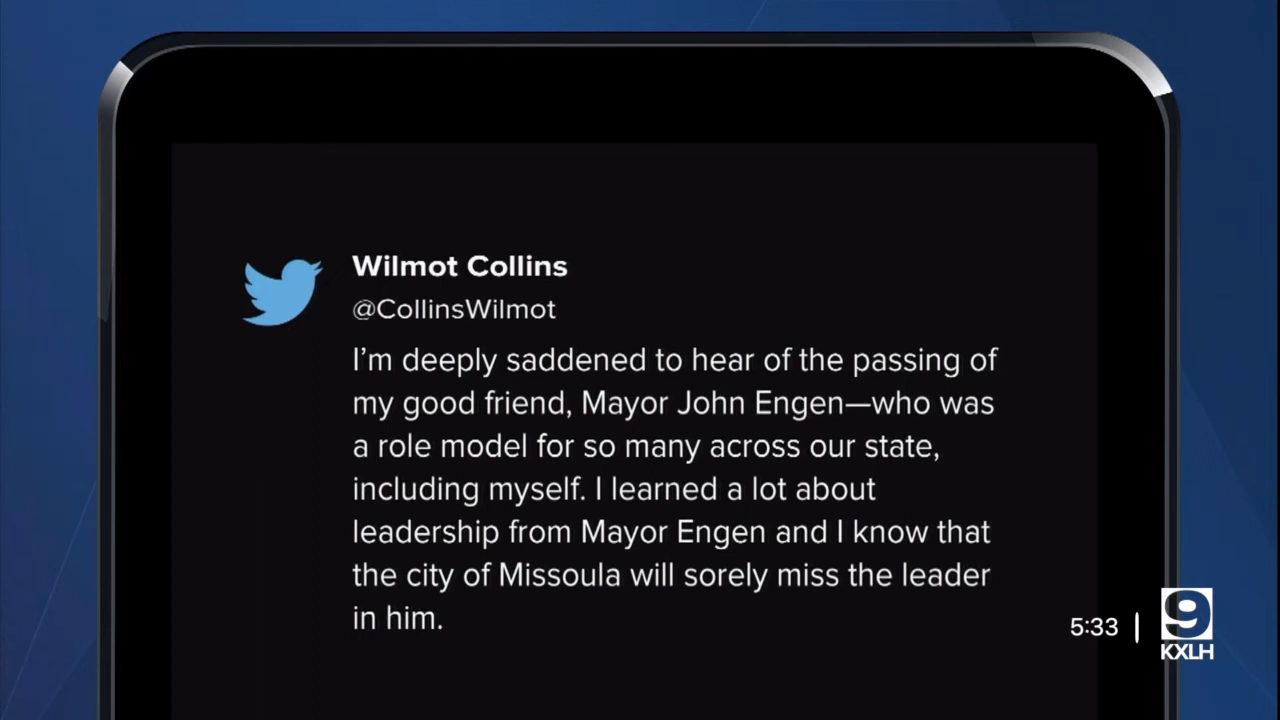 Wilmot Collins
@CollinsWilmot
I'm deeply saddened to hear of the passing of
my good friend, Mayor John Engen—who was
a role model for so many across our state,
including myself. I learned a lot about
leadership from Mayor Engen and I know that
the city of Missoula will sorely miss the leader
in him.
5:33
9
KXLH